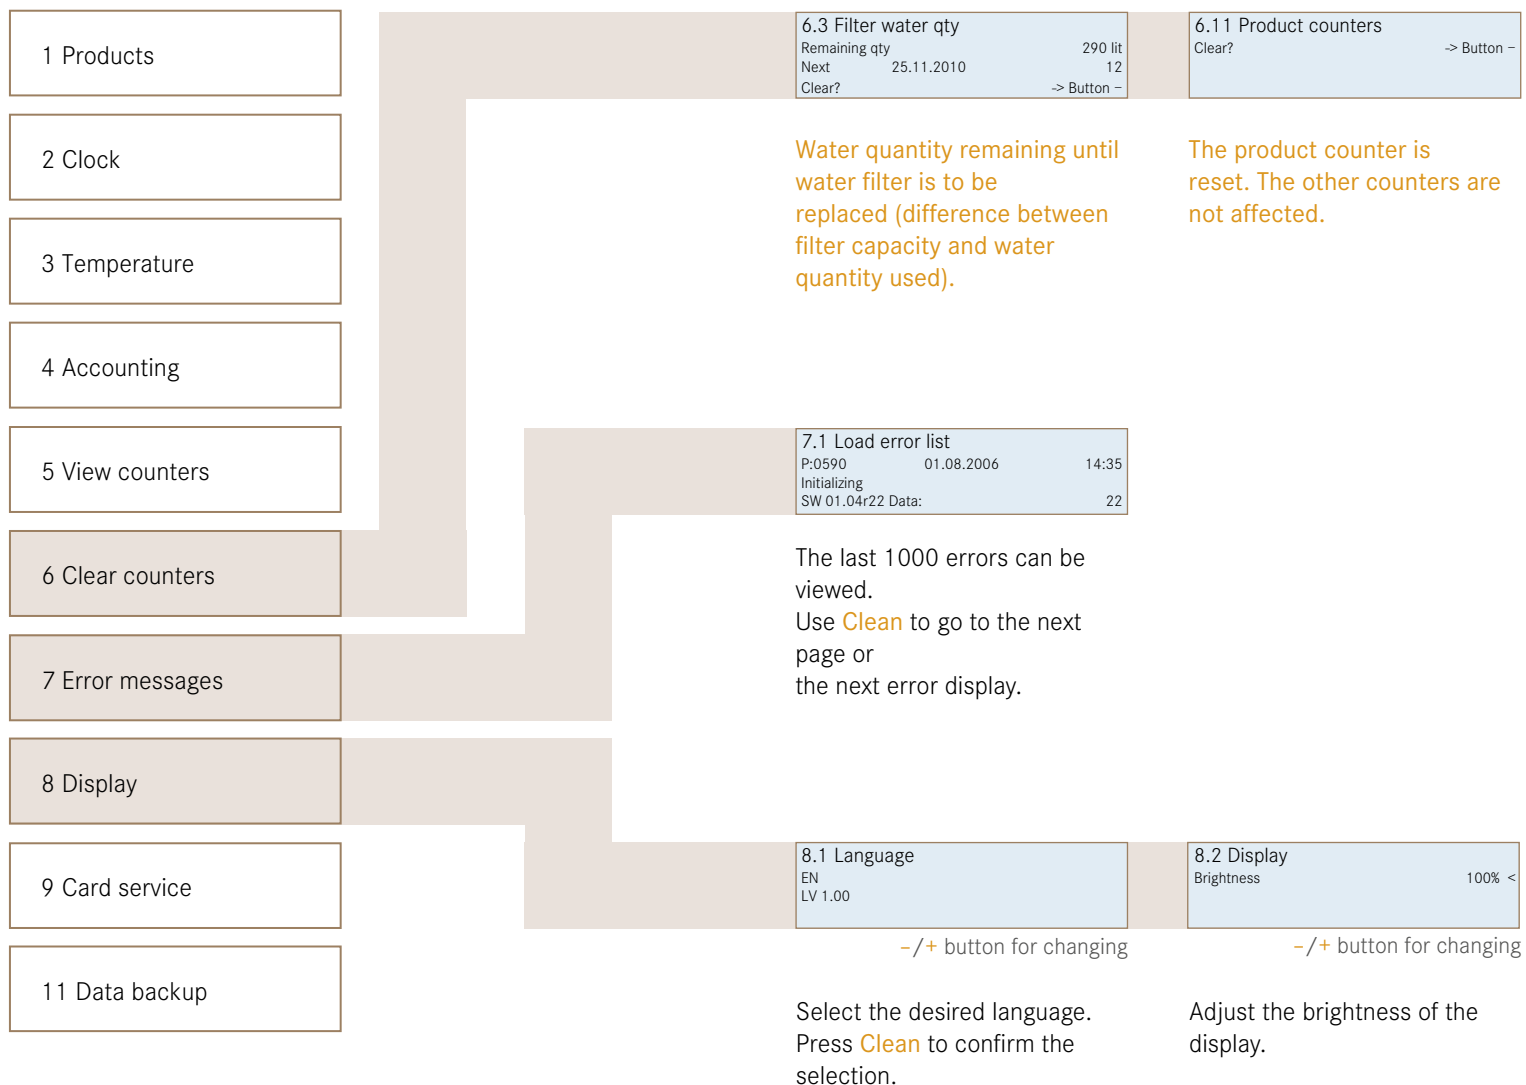 1 Products
2 Clock
3 Temperature
4 Accounting
5 View counters
6 Clear counters
7 Error messages
8 Display
9 Card service
11 Data backup
6.3 Filter water qty
Remaining qty 290 lit
Next 25.11.2010 12
Clear? -> Button –
Water quantity remaining until
water filter is to be
replaced (difference between
filter capacity and water
quantity used).
6.11 Product counters
Clear? -> Button –
The product counter is
reset. The other counters are
not affected.
7.1 Load error list
P:0590 01.08.2006 14:35
Initializing
SW 01.04r22 Data: 22
The last 1000 errors can be
viewed.
Use Clean to go to the next
page or
the next error display.
8.1 Language
EN
LV 1.00
–/+ button for changing
Select the desired language.
Press Clean to confirm the
selection.
8.2 Display
Brightness 100% <
–/+ button for changing
Adjust the brightness of the
display.